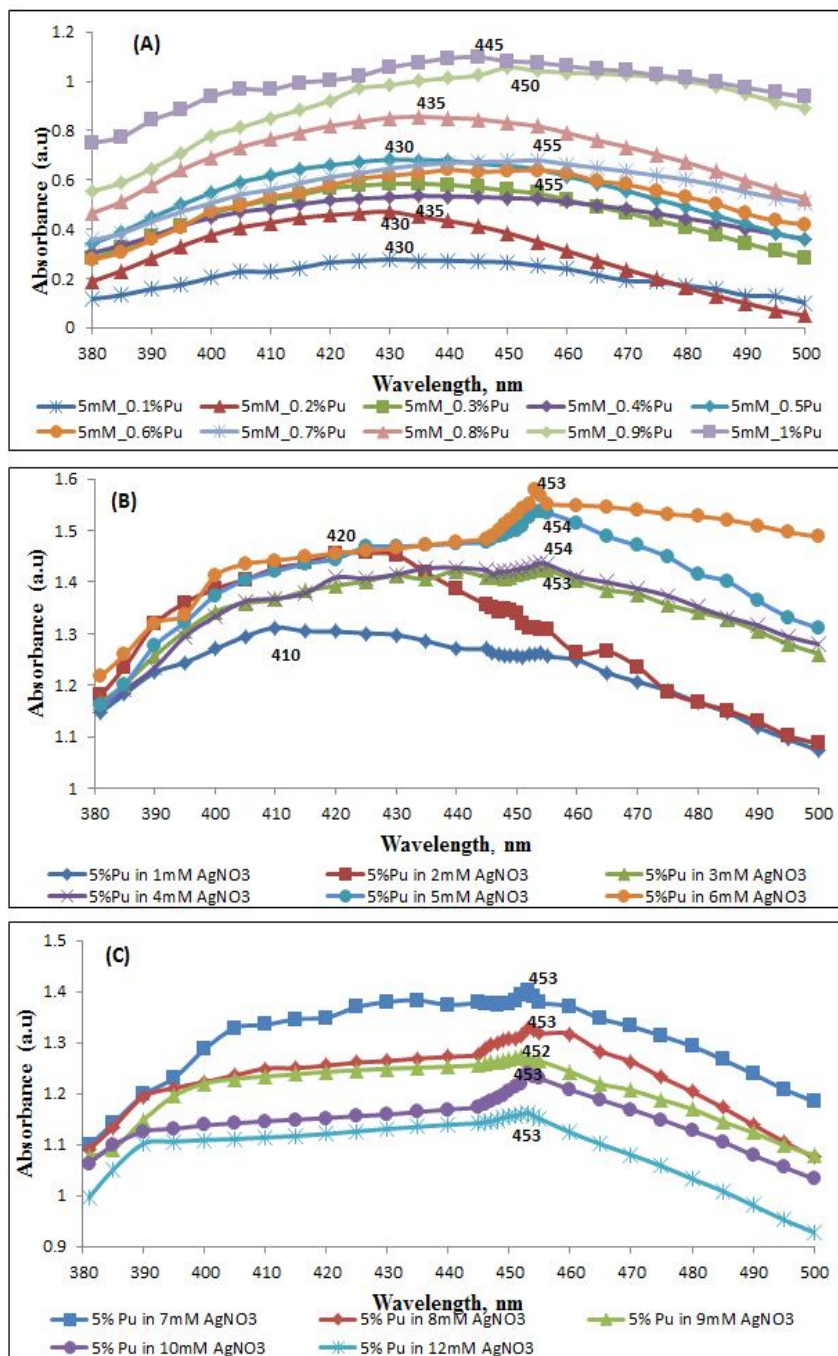 (A)
1.2
1
0.8
0.6
0.4
0.2
0
Absorbance (a.u)
445
450
435
430
455
455
435
430
430
380 390 400 410 420 430 440 450 460 470 480 490 500
Wavelength, nm
5mM_0.1%Pu 5mM_0.2%Pu 5mM_0.3%Pu 5mM_0.4%Pu 5mM_0.5Pu
5mM_0.6%Pu 5mM_0.7%Pu 5mM_0.8%Pu 5mM_0.9%Pu 5mM_1%Pu
(B)
1.6
1.5
1.4
1.3
1.2
1.1
1
Absorbance (a.u)
453
420
454
454
453
410
380 390 400 410 420 430 440 450 460 470 480 490 500
Wavelength, nm
5%Pu in 1mM AgNO3 5%Pu in 2mM AgNO3 5%Pu in 3mM AgNO3
5%Pu in 4mM AgNO3 5%Pu in 5mM AgNO3 5%Pu in 6mM AgNO3
(C)
1.5
1.4
1.3
1.2
1.1
1
0.9
Absorbance (a.u)
453
453
452
453
453
380 390 400 410 420 430 440 450 460 470 480 490 500
Wavelength, nm
5% Pu in 7mM AgNO3 5% Pu in 8mM AgNO3 5% Pu in 9mM AgNO3
5% Pu in 10mM AgNO3 5% Pu in 12mM AgNO3